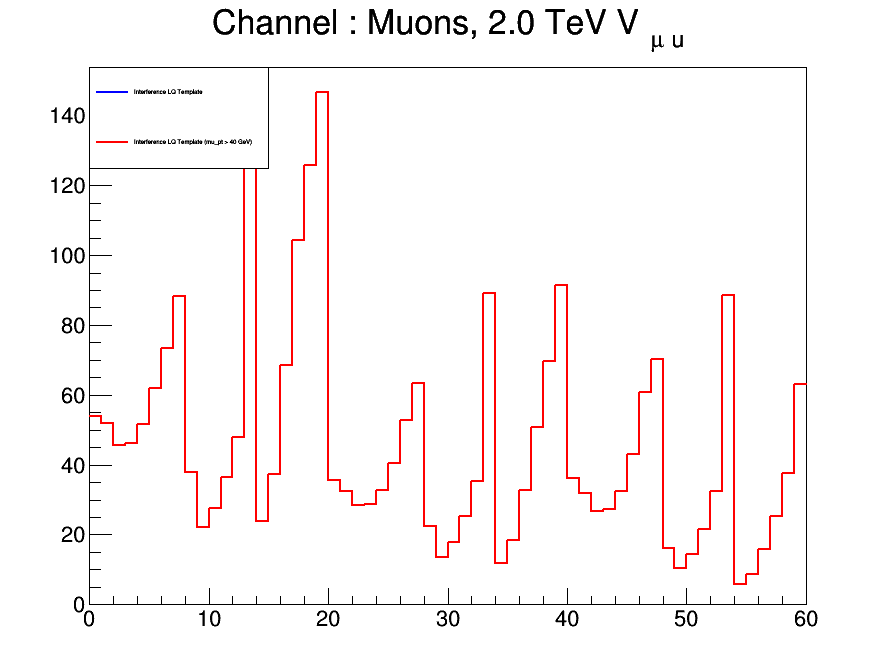 Channel : Muons, 2.0 TeV V μ u
Interference LQ Template
Interference LQ Template (mu_pt > 40 GeV)
140
120
100
80
60
40
20
0
0 10 20 30 40 50 60